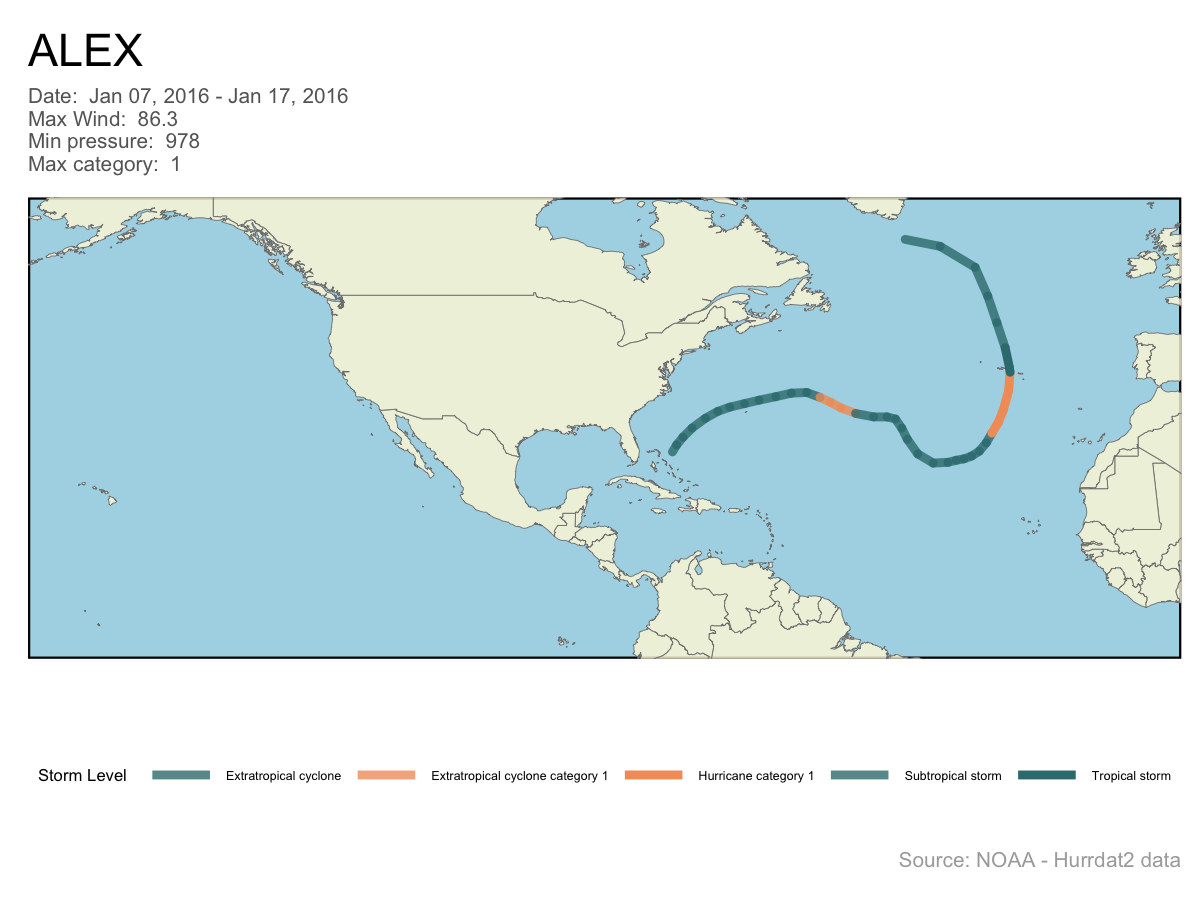 ALEX
Date:  Jan 07, 2016 - Jan 17, 2016
Max Wind:  86.3
Min pressure:  978
Max category:  1
Storm Level
Extratropical cyclone
Extratropical cyclone category 1
Hurricane category 1
Subtropical storm
Tropical storm
Source: NOAA - Hurrdat2 data